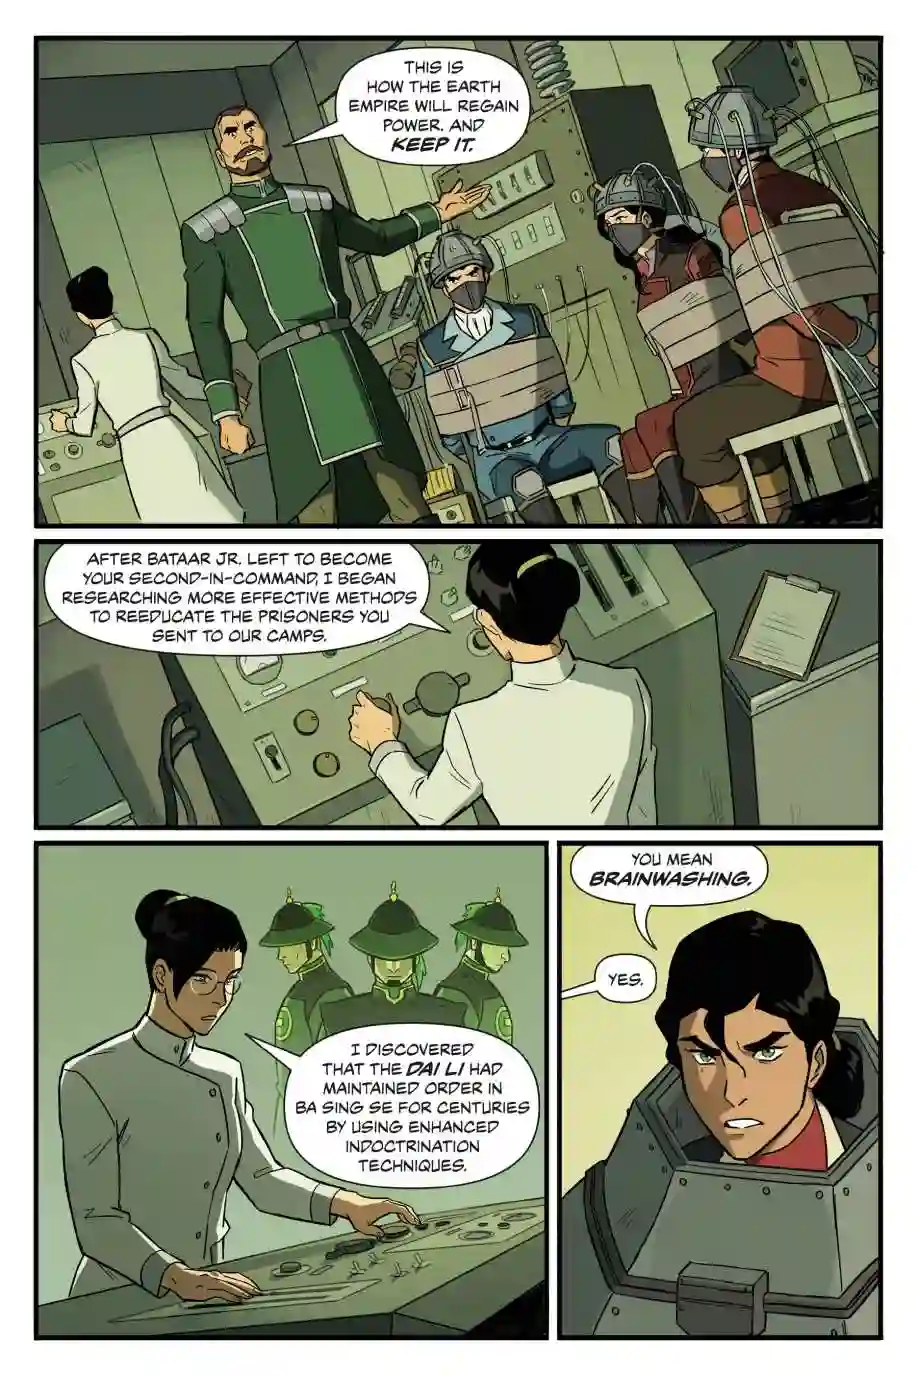 THIS IS
HOW THE EARTH
EMPIRE WILL REGAIN
POWER. AND
KEEP IT.
AFTER BATAAR JR. LEFT TO BECOME
YOUR SECOND-IN-COMMAND, I BEGAN
RESEARCHING MORE EFFECTIVE METHODS
TO REEDUCATE THE PRISONERS YOU
SENT TO OUR CAMPS.
I DISCOVERED
THAT THE DAI LI HAD
MAINTAINED ORDER IN
BA SING SE FOR CENTURIES
BY USING ENHANCED
INDOCTRINATION
TECHNIQUES.
YOU MEAN
BRAINWASHING.
YES.